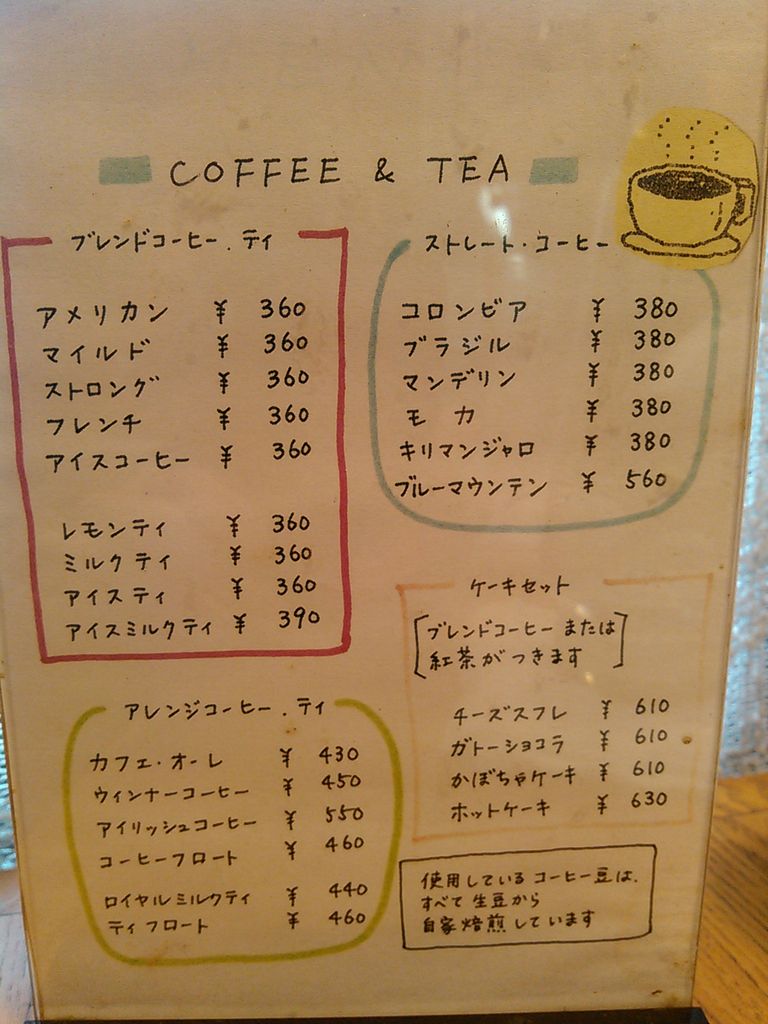 COFFEE & TEA
ブレンドコーヒー.ティ
アメリカン ¥ 360
マイルド ¥ 360
ストロング ¥ 360
フレンチ ¥ 360
アイスコーヒー ¥ 360
レモンティ ¥ 360
ミルクティ ¥ 360
アイスティ ¥ 360
アイスミルクティ ¥ 390
アレンジコーヒー.ティ
カフェ・オーレ ¥ 430
ウィンナーコーヒー ¥ 450
アイリッシュコーヒー ¥ 550
コーヒーフロート ¥ 460
ロイヤルミルクティ ¥ 440
ティフロート ¥ 460
ストレート・コーヒー
コロンビア ¥ 380
ブラジル ¥ 380
マンデリン ¥ 380
モカ ¥ 380
キリマンジャロ ¥ 380
ブルーマウンテン ¥ 560
ケーキセット
[ブレンドコーヒーまたは
紅茶がつきます]
チーズスフレ ¥ 610
ガトーショコラ ¥ 610
かぼちゃケーキ ¥ 610
ホットケーキ ¥ 630
使用しているコーヒー豆は、
すべて生豆から
自家焙煎しています